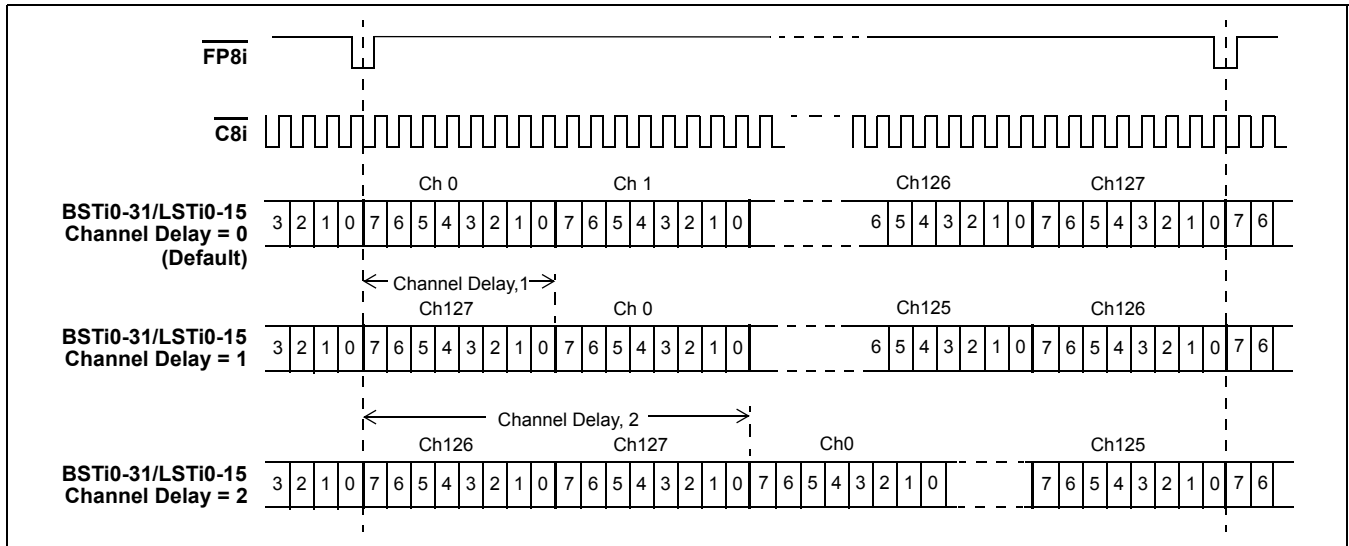 FP8i
C8i
Ch 0 Ch 1 Ch126 Ch127
BSTi0-31/LSTi0-15
Channel Delay = 0
(Default)
3 2 1 0 7 6 5 4 3 2 1 0 7 6 5 4 3 2 1 0 6 5 4 3 2 1 0 7 6 5 4 3 2 1 0 7 6
Channel Delay,1
Ch127 Ch 0 Ch125 Ch126
BSTi0-31/LSTi0-15
Channel Delay = 1
3 2 1 0 7 6 5 4 3 2 1 0 7 6 5 4 3 2 1 0 6 5 4 3 2 1 0 7 6 5 4 3 2 1 0 7 6
Channel Delay, 2
Ch126 Ch127 Ch0 Ch125
BSTi0-31/LSTi0-15
Channel Delay = 2
3 2 1 0 7 6 5 4 3 2 1 0 7 6 5 4 3 2 1 0 7 6 5 4 3 2 1 0 7 6 5 4 3 2 1 0 7 6